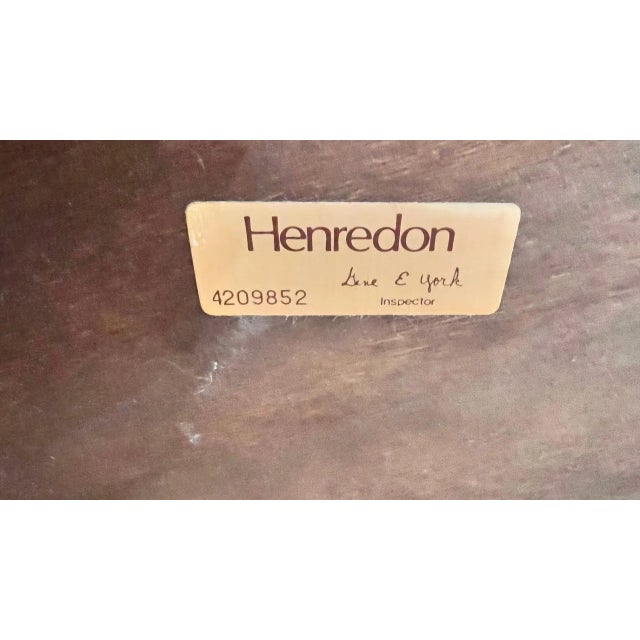 Henredon
Gene E York
4209852
Inspector